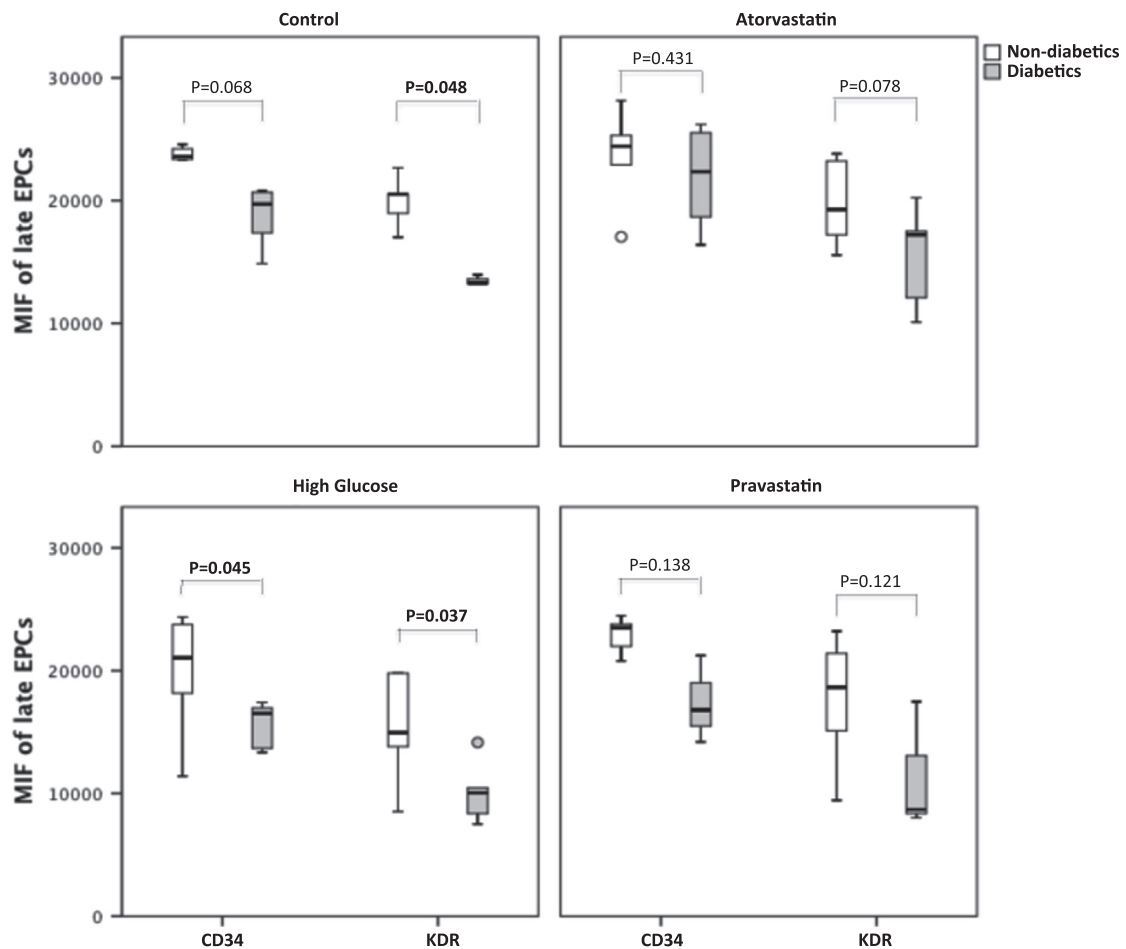 Control
Atorvastatin
Non-diabetics
Diabetics
MIF of late EPCs
30000
20000
10000
0
P=0.068
P=0.048
P=0.431
P=0.078
High Glucose
Pravastatin
MIF of late EPCs
30000
20000
10000
0
P=0.045
P=0.037
P=0.138
P=0.121
CD34
KDR
CD34
KDR